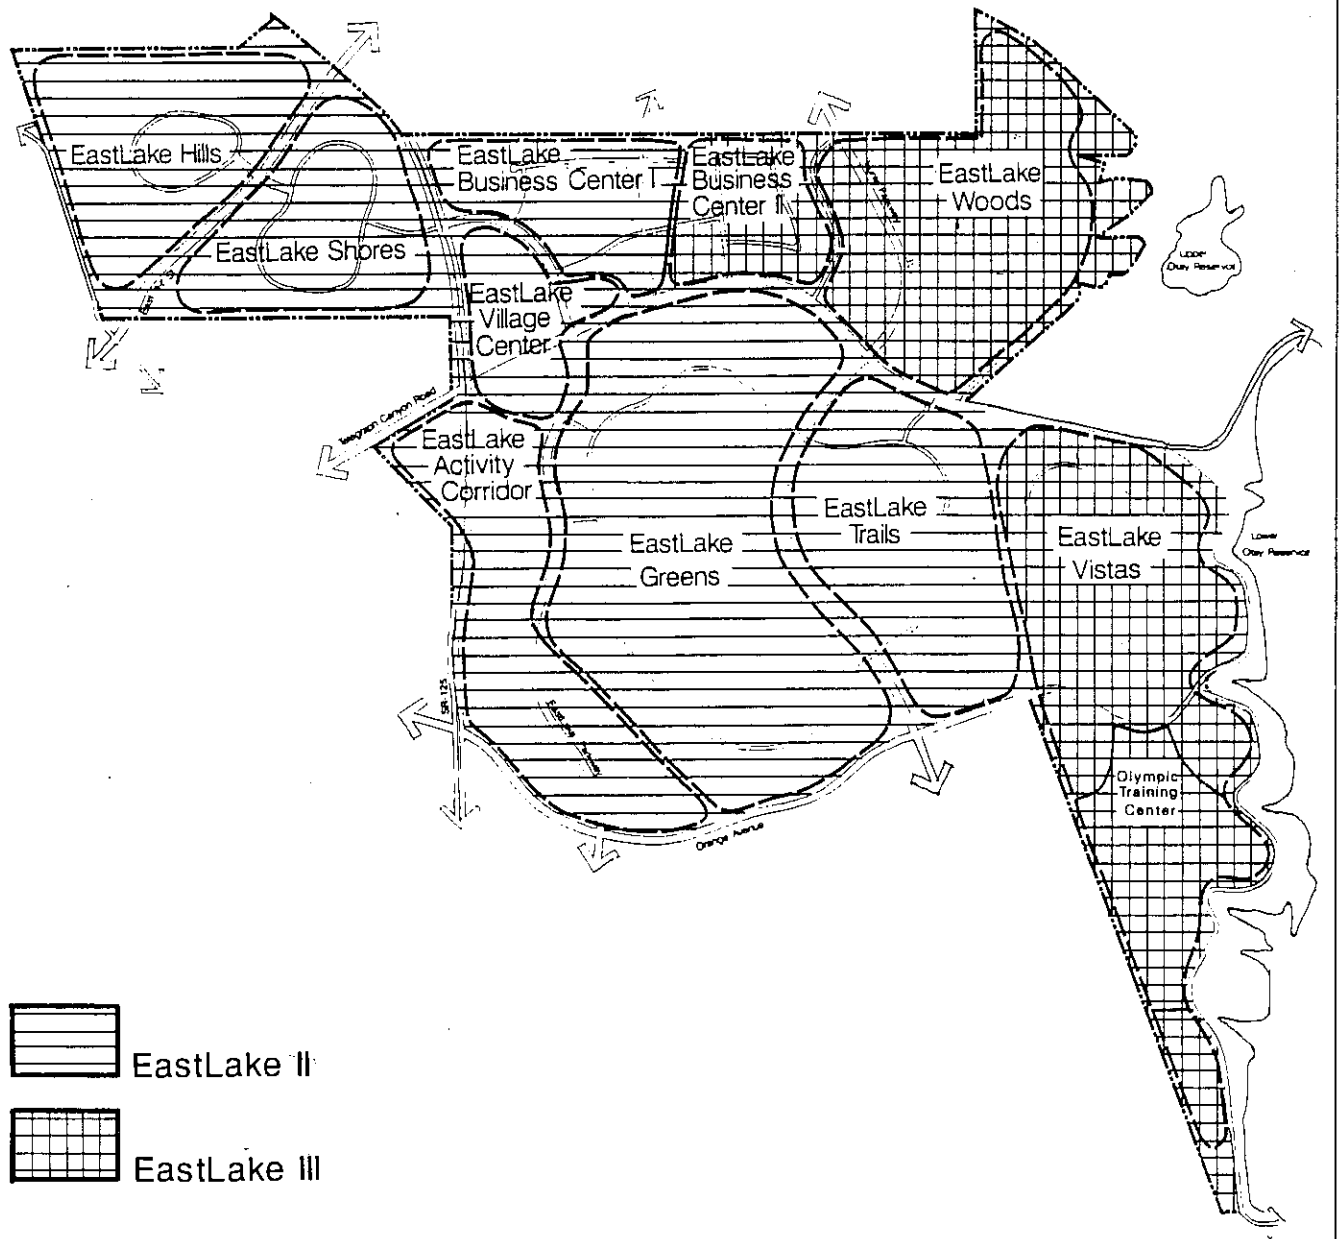 EastLake Hills
EastLake
Business Center I
EastLake
Business
Center II
EastLake
Woods
EastLake Shores
Upper
Otay Reservoir
EastLake
Village
Center
Telegraph Canyon Road
EastLake
Activity
Corridor
EastLake
Greens
EastLake
Trails
EastLake
Vistas
Lower
Otay Reservoir
SR-125
Olympic
Training
Center
Orange Avenue
EastLake II
EastLake III